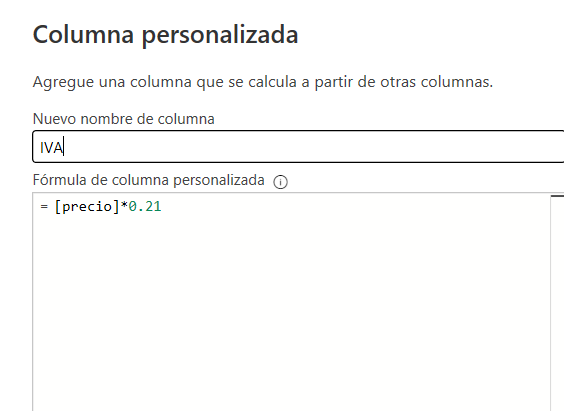 Columna personalizada
Agregue una columna que se calcula a partir de otras columnas.
Nuevo nombre de columna
IVA
Fórmula de columna personalizada
= [precio]*0.21